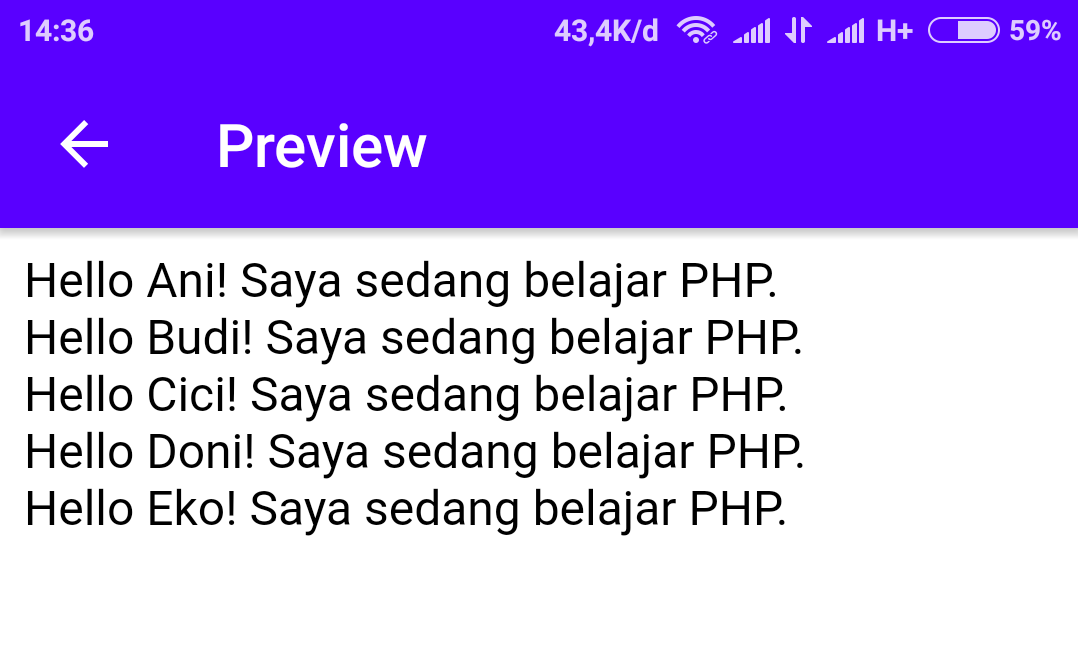 14:36 43,4K/d H+ 59%
Preview
Hello Ani! Saya sedang belajar PHP.
Hello Budi! Saya sedang belajar PHP.
Hello Cici! Saya sedang belajar PHP.
Hello Doni! Saya sedang belajar PHP.
Hello Eko! Saya sedang belajar PHP.